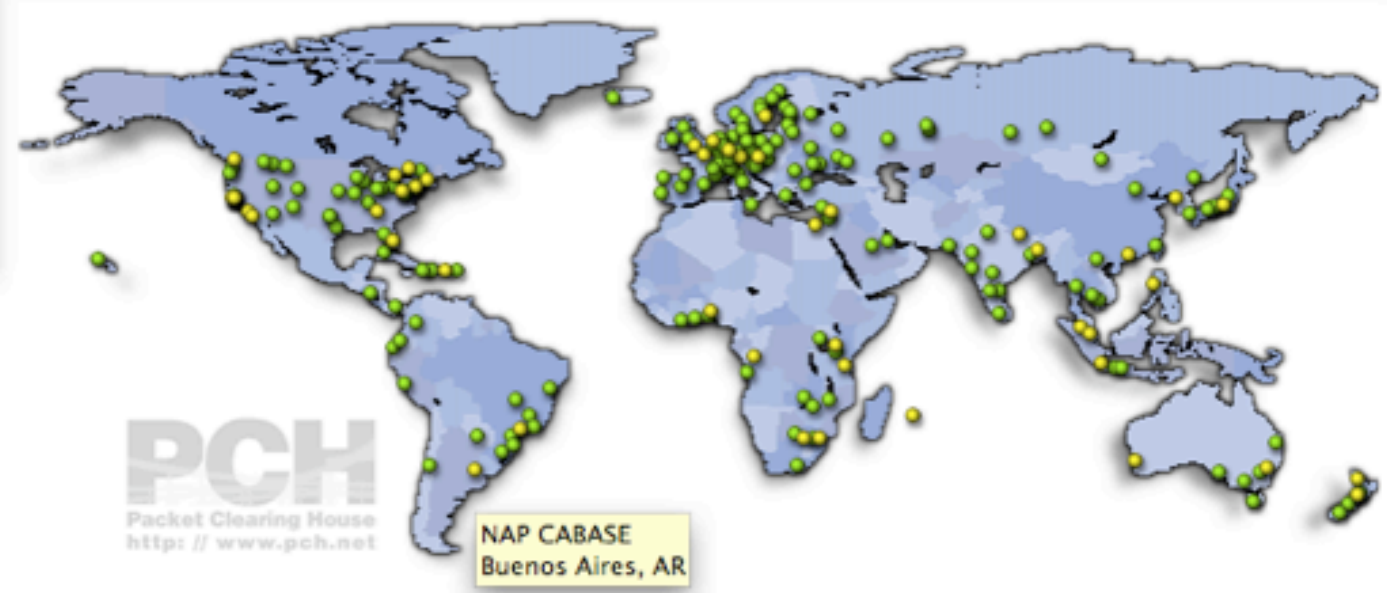 PCH
Packet Clearing House
http: // www.pch.net
NAP CABASE
Buenos Aires, AR